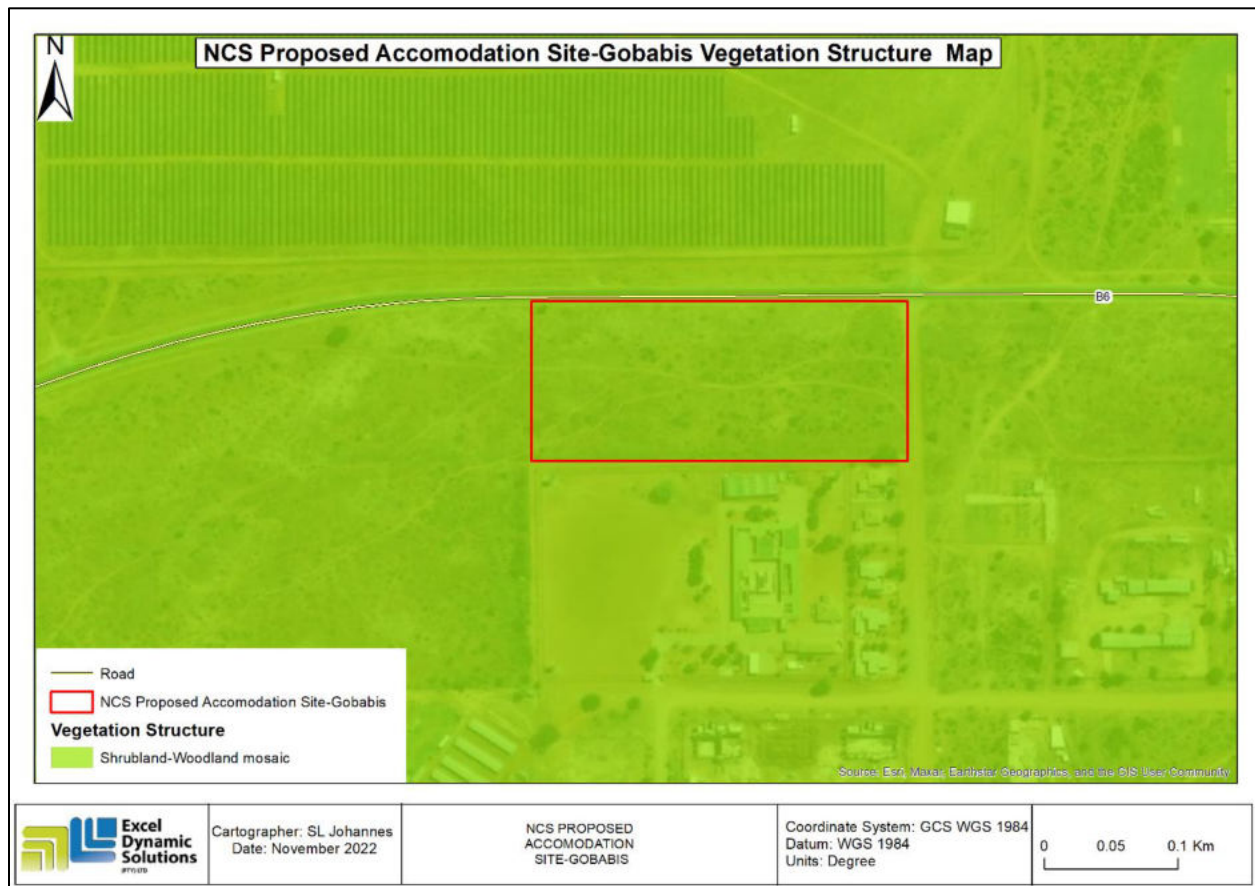 N
NCS Proposed Accomodation Site-Gobabis Vegetation Structure Map
B6
Road
NCS Proposed Accomodation Site-Gobabis
Vegetation Structure
Shrubland-Woodland mosaic
Source: Esri, Maxar, Earthstar Geographics, and the GIS User Community
Excel
Dynamic
Solutions
(PTY) LTD
Cartographer: SL Johannes
Date: November 2022
NCS PROPOSED
ACCOMODATION
SITE-GOBABIS
Coordinate System: GCS WGS 1984
Datum: WGS 1984
Units: Degree
0 0.05 0.1 Km